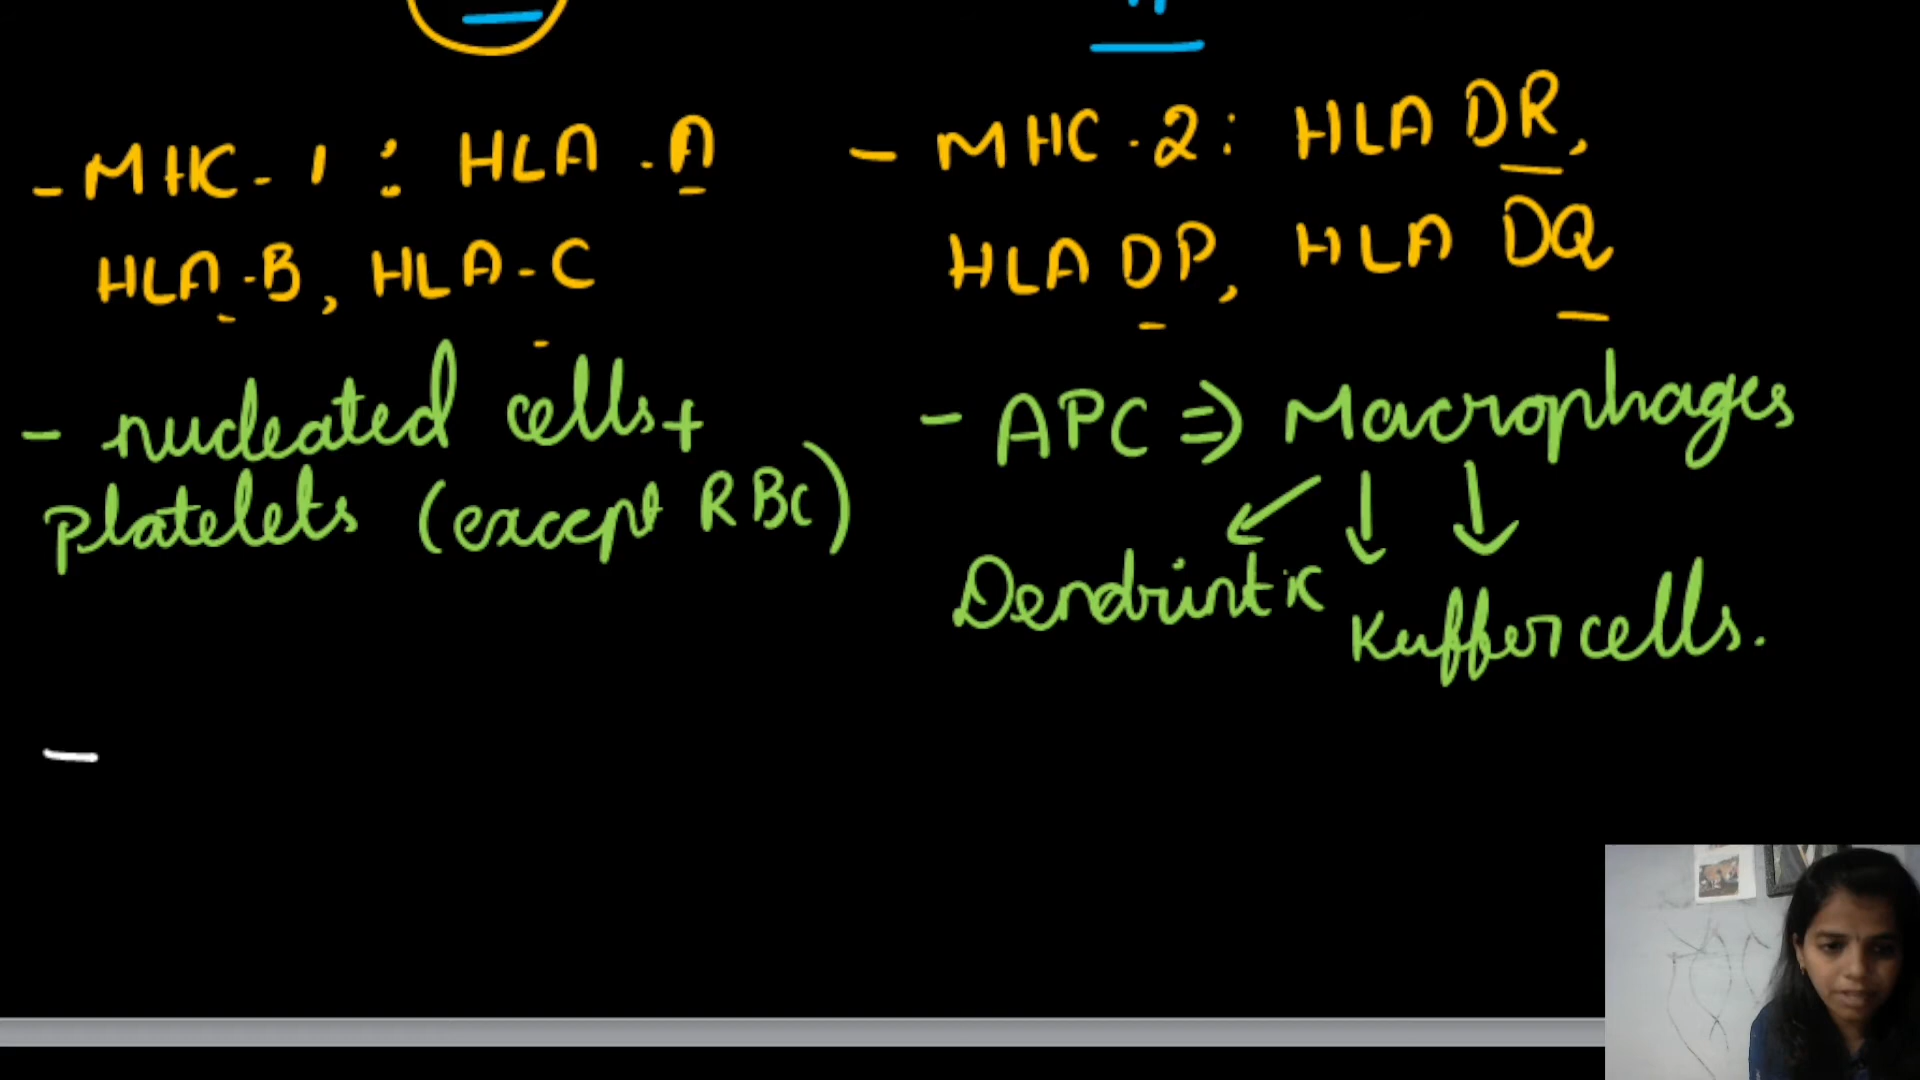 - MHC - 1 : HLA - A
HLA - B, HLA - C
- nucleated cells +
platelets (except RBC)
- MHC - 2 : HLA DR,
HLA DP, HLA DQ
- APC => Macrophages
Dendrintic Kuffer cells.
-